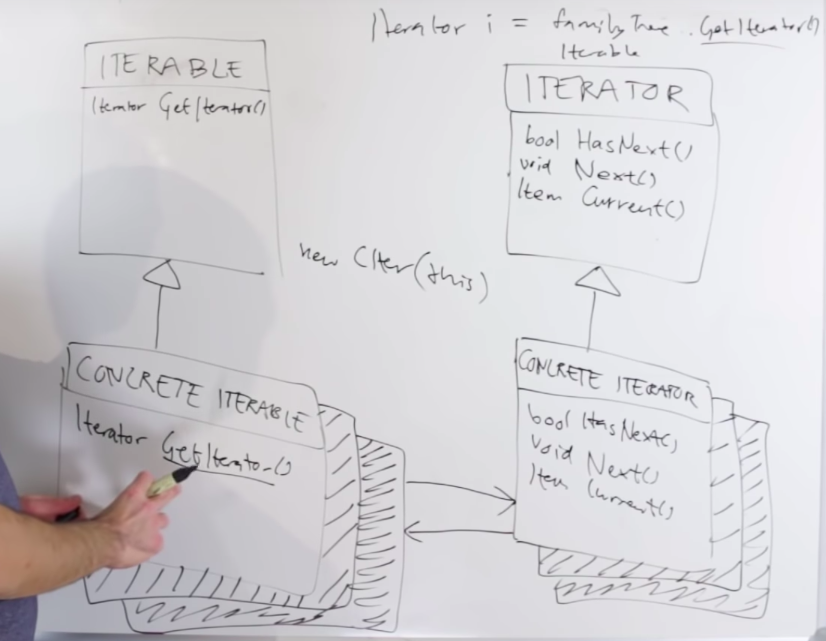 Iterator i = familyTree.GetIterator()
Iterable
ITERABLE
Iterator GetIterator()
ITERATOR
bool HasNext()
void Next()
Item Current()
new CIter(this)
CONCRETE ITERABLE
Iterator GetIterator()
CONCRETE ITERATOR
bool HasNext()
void Next()
Item Current()